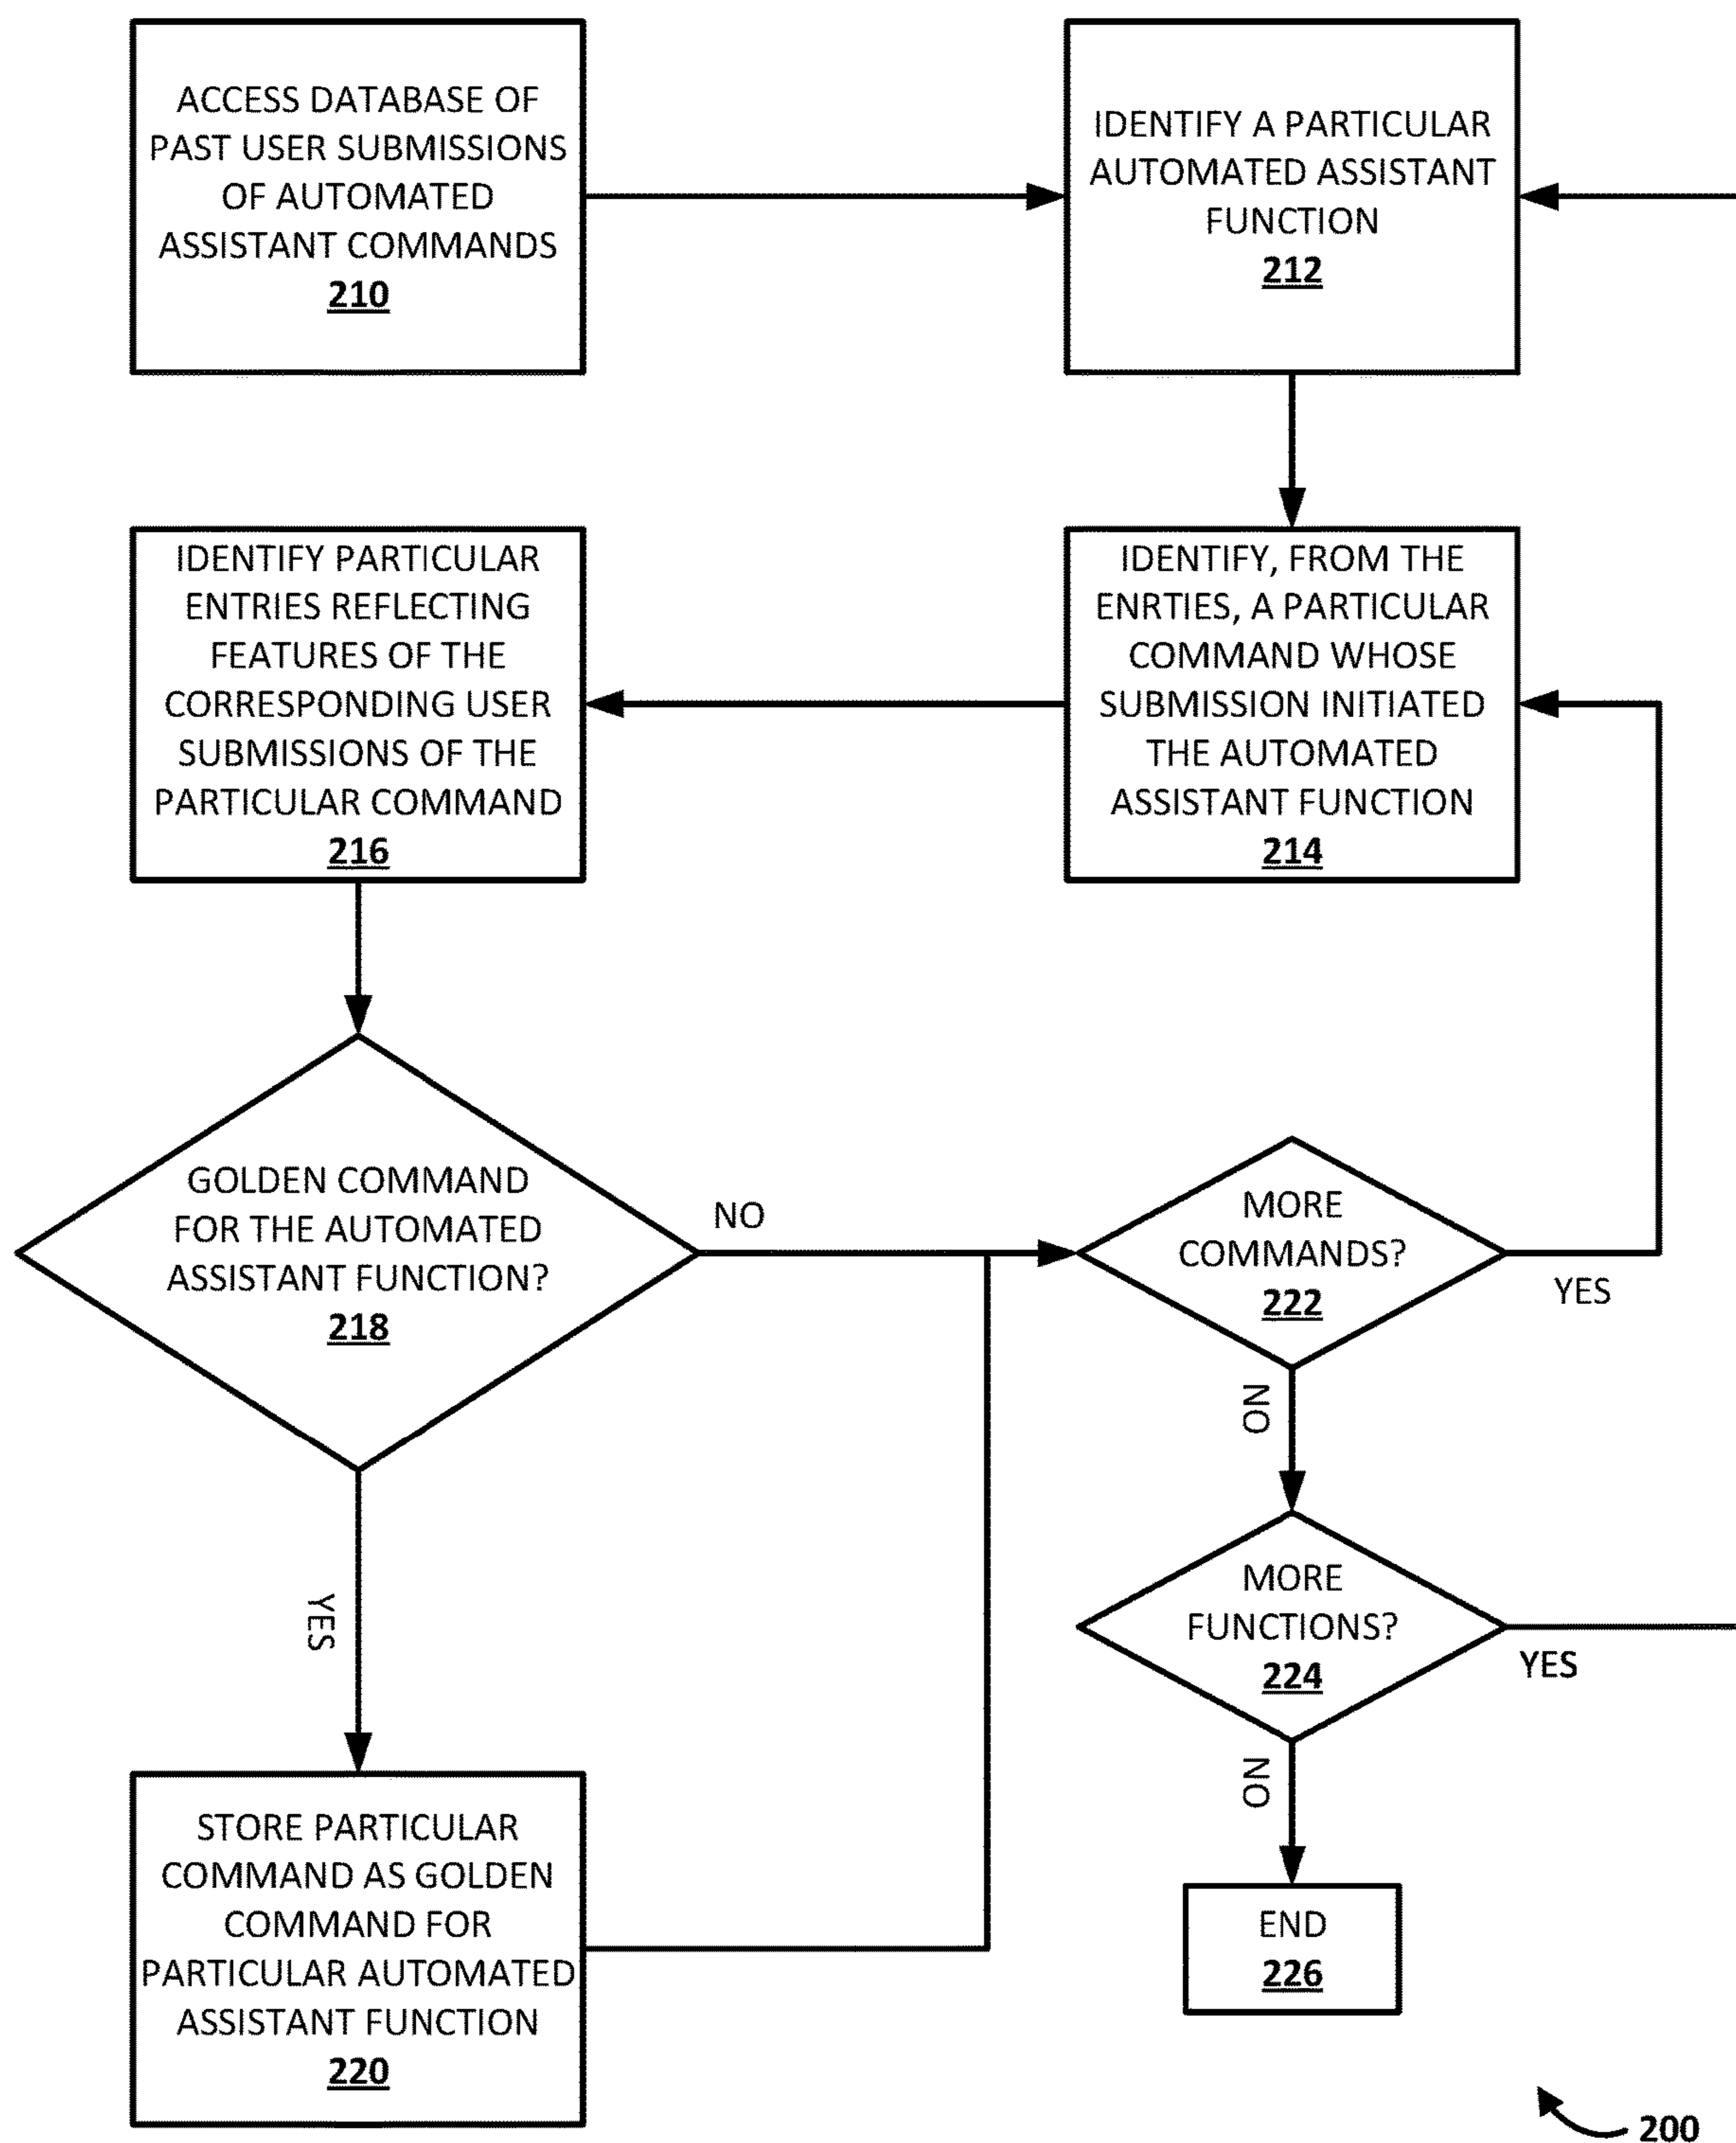 ACCESS DATABASE OF
PAST USER SUBMISSIONS
OF AUTOMATED
ASSISTANT COMMANDS
210
IDENTIFY A PARTICULAR
AUTOMATED ASSISTANT
FUNCTION
212
IDENTIFY, FROM THE
ENRTIES, A PARTICULAR
COMMAND WHOSE
SUBMISSION INITIATED
THE AUTOMATED
ASSISTANT FUNCTION
214
IDENTIFY PARTICULAR
ENTRIES REFLECTING
FEATURES OF THE
CORRESPONDING USER
SUBMISSIONS OF THE
PARTICULAR COMMAND
216
GOLDEN COMMAND
FOR THE AUTOMATED
ASSISTANT FUNCTION?
218
NO
YES
STORE PARTICULAR
COMMAND AS GOLDEN
COMMAND FOR
PARTICULAR AUTOMATED
ASSISTANT FUNCTION
220
MORE
COMMANDS?
222
YES
NO
MORE
FUNCTIONS?
224
YES
NO
END
226
200